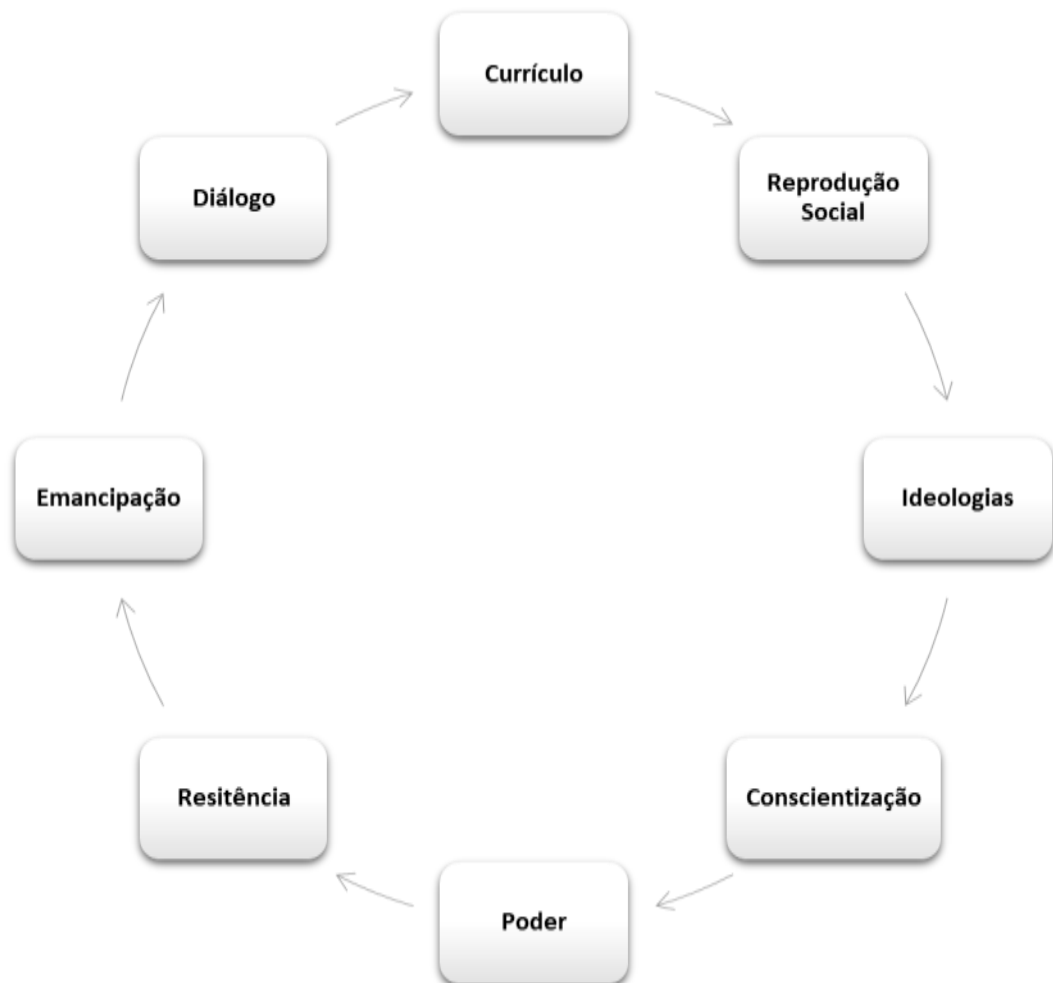 Currículo
Reprodução
Social
Ideologias
Conscientização
Poder
Resitência
Emancipação
Diálogo